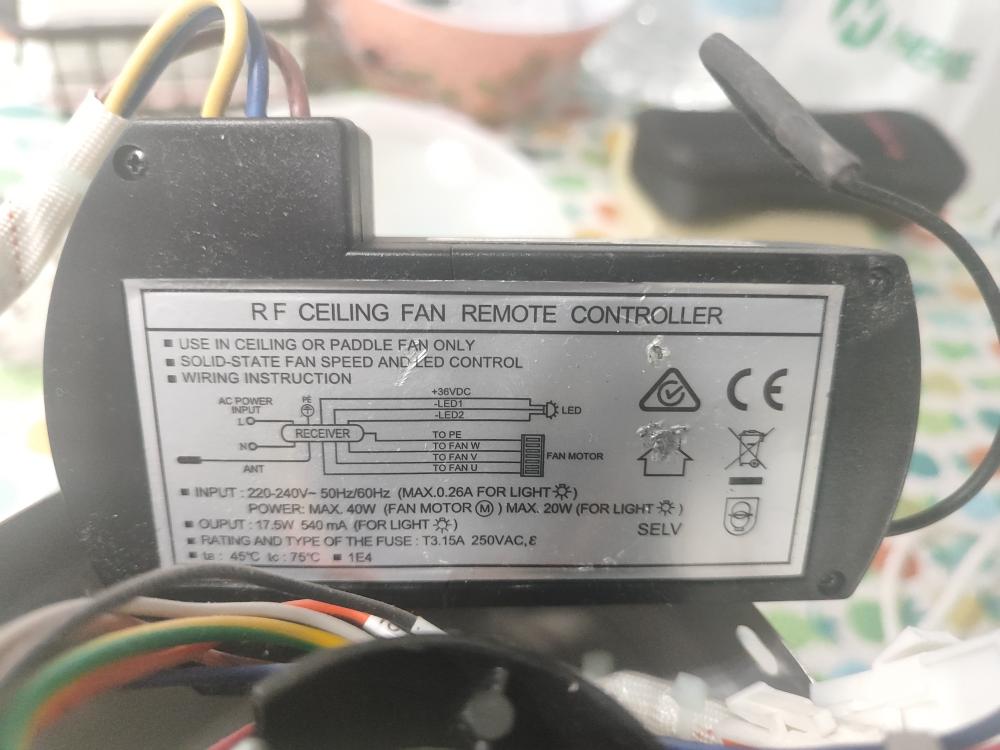 RF CEILING FAN REMOTE CONTROLLER
■ USE IN CEILING OR PADDLE FAN ONLY
■ SOLID-STATE FAN SPEED AND LED CONTROL
■ WIRING INSTRUCTION
AC POWER
INPUT
PE
L
N
ANT
RECEIVER
+36VDC
-LED1
-LED2
LED
TO PE
TO FAN W
TO FAN V
TO FAN U
FAN MOTOR
■ INPUT : 220-240V~ 50Hz/60Hz (MAX.0.26A FOR LIGHT)
POWER: MAX. 40W (FAN MOTOR Ⓜ) MAX. 20W (FOR LIGHT)
■ OUPUT : 17.5W 540 mA (FOR LIGHT)
■ RATING AND TYPE OF THE FUSE : T3.15A 250VAC,
■ ta : 45℃ tc : 75℃ ■ 1E4
CE
SELV